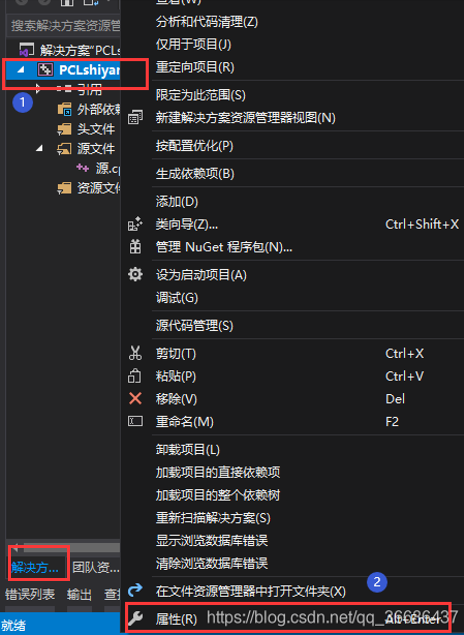 搜索解决方案资源管
解决方案"PCLs
PCLshiyan
1
引用
外部依
头文件
源文件
源.c
资源文
解决方...
团队资...
错误列表 输出 查
就绪
分析和代码清理(Z)
仅用于项目(J)
重定向项目(R)
限定为此范围(S)
新建解决方案资源管理器视图(N)
按配置优化(P)
生成依赖项(B)
添加(D)
类向导(Z)... Ctrl+Shift+X
管理 NuGet 程序包(N)...
设为启动项目(A)
调试(G)
源代码管理(S)
剪切(T) Ctrl+X
粘贴(P) Ctrl+V
移除(V) Del
重命名(M) F2
卸载项目(L)
加载项目的直接依赖项
加载项目的整个依赖树
重新扫描解决方案(S)
显示浏览数据库错误
清除浏览数据库错误
2
在文件资源管理器中打开文件夹(X)
属性(R) Alt+Enter